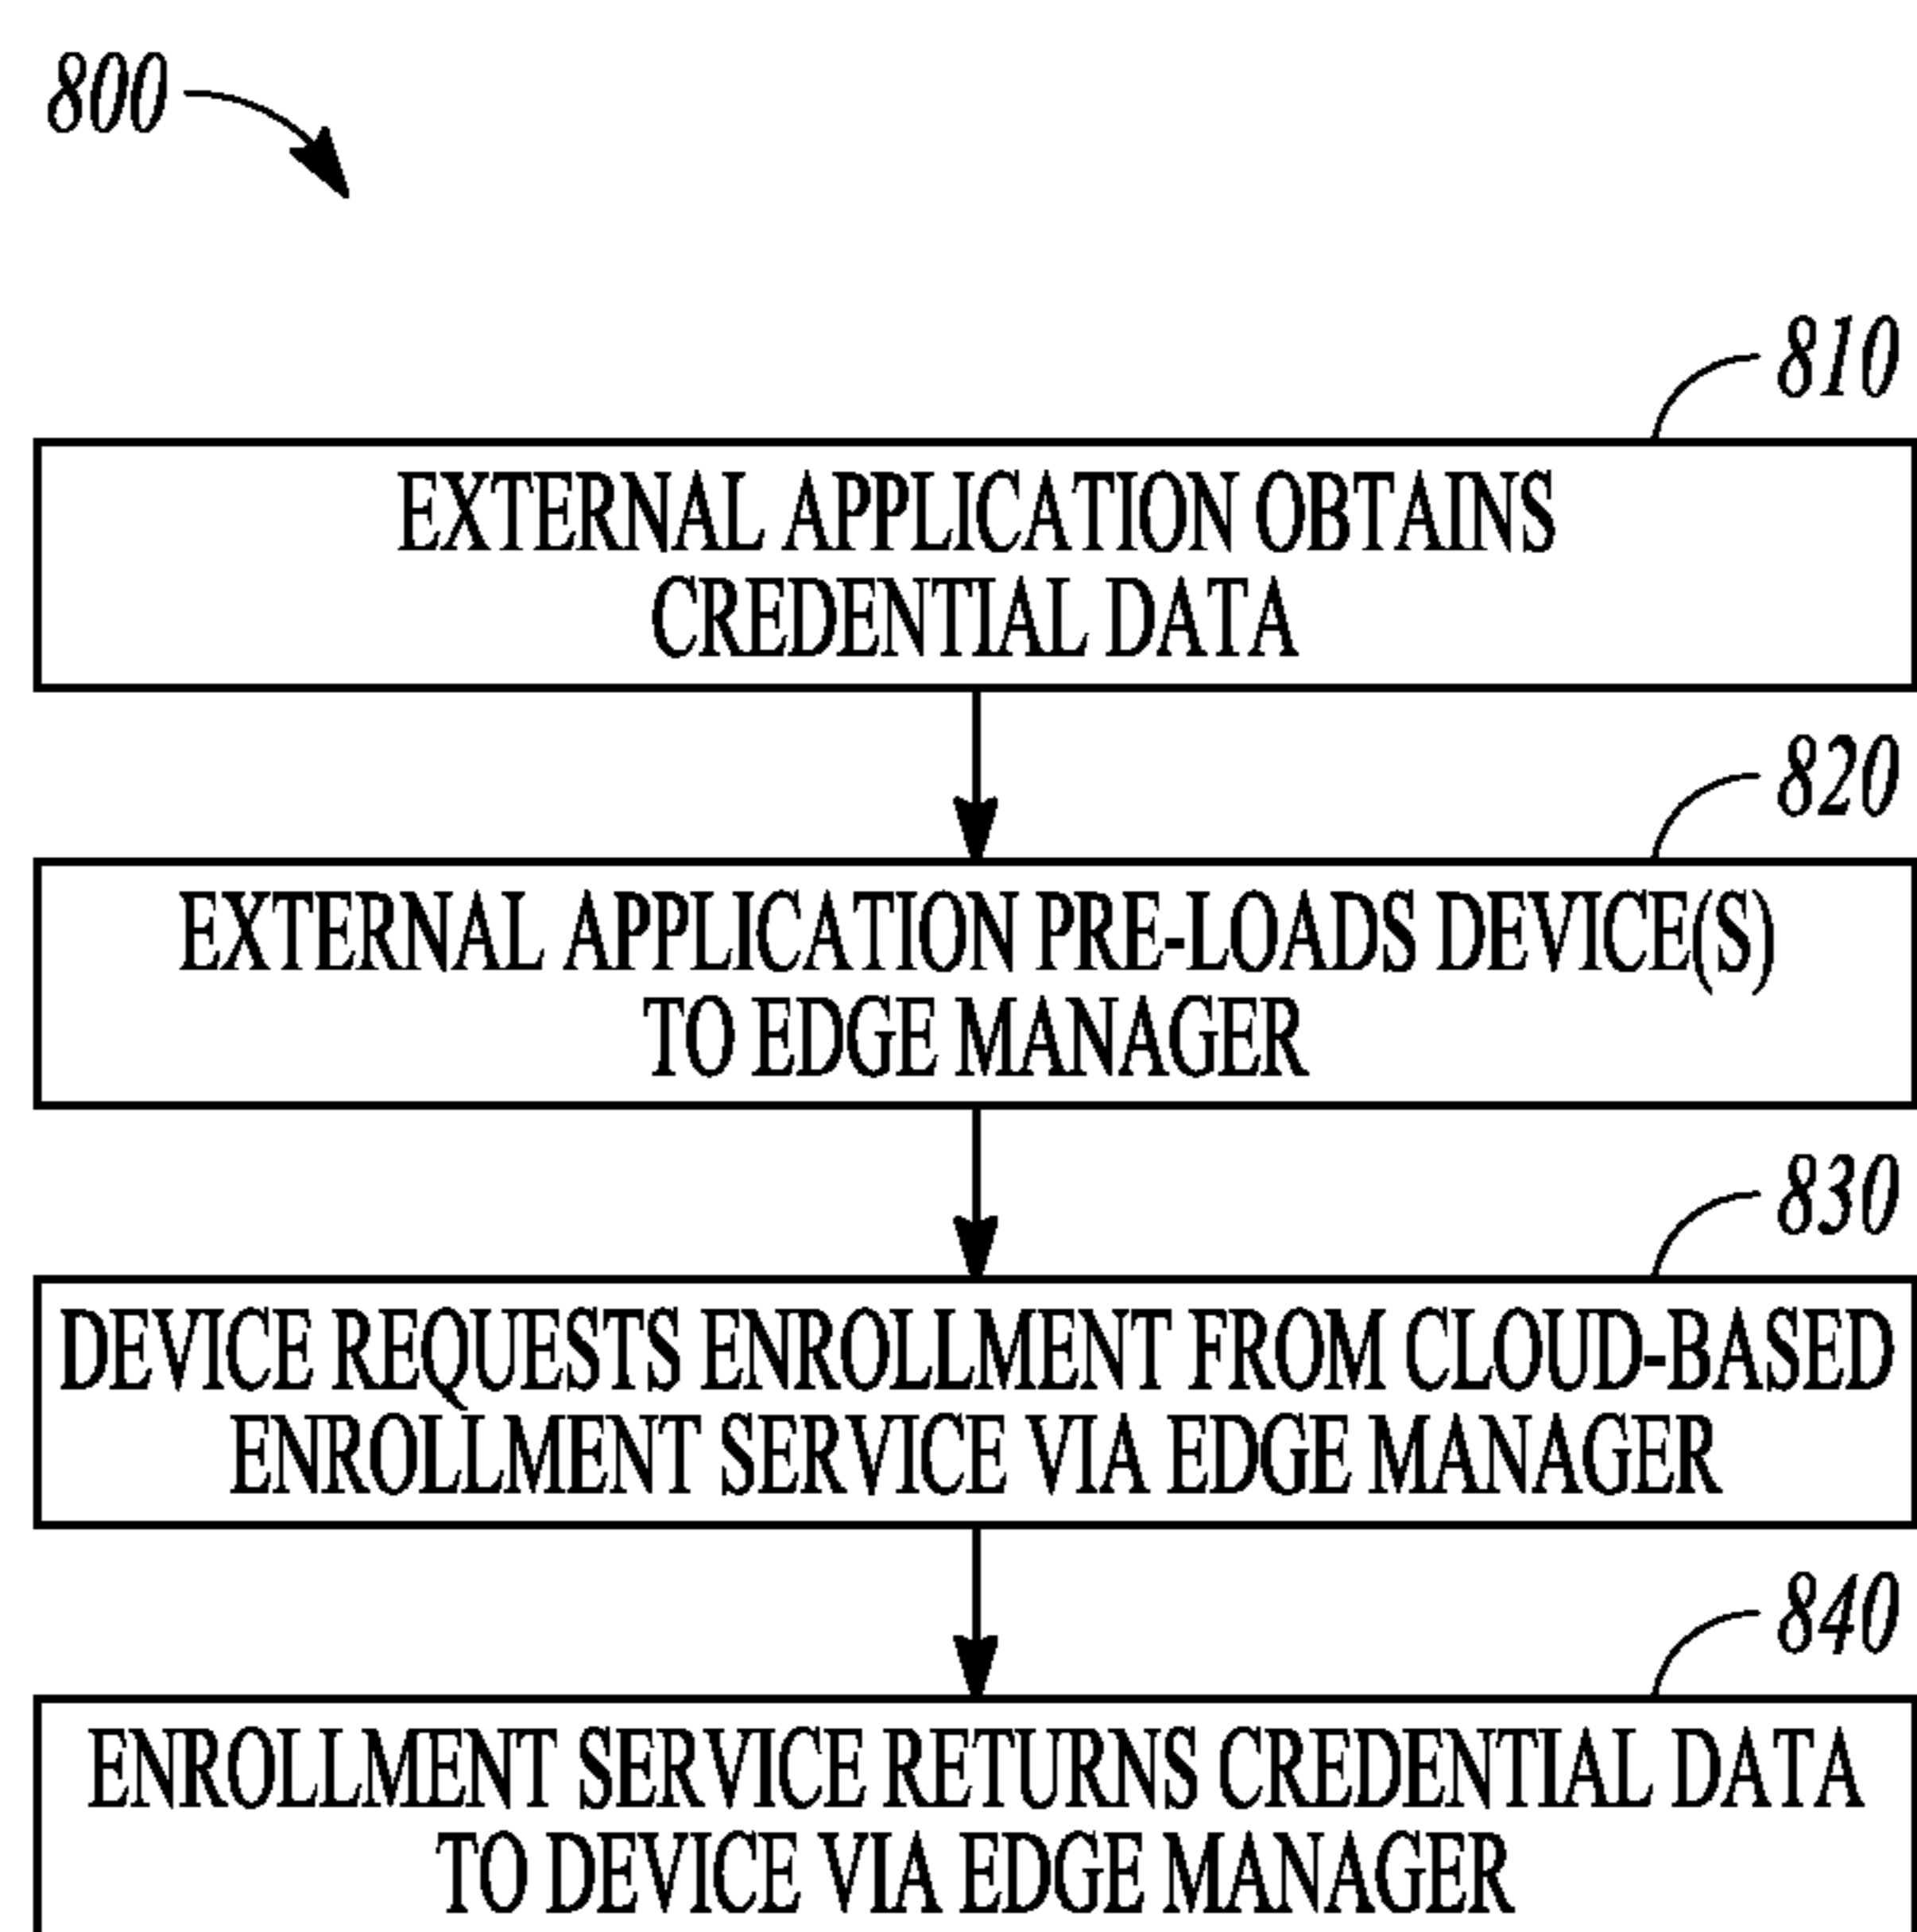 800
810
EXTERNAL APPLICATION OBTAINS
CREDENTIAL DATA
820
EXTERNAL APPLICATION PRE-LOADS DEVICE(S)
TO EDGE MANAGER
830
DEVICE REQUESTS ENROLLMENT FROM CLOUD-BASED
ENROLLMENT SERVICE VIA EDGE MANAGER
840
ENROLLMENT SERVICE RETURNS CREDENTIAL DATA
TO DEVICE VIA EDGE MANAGER